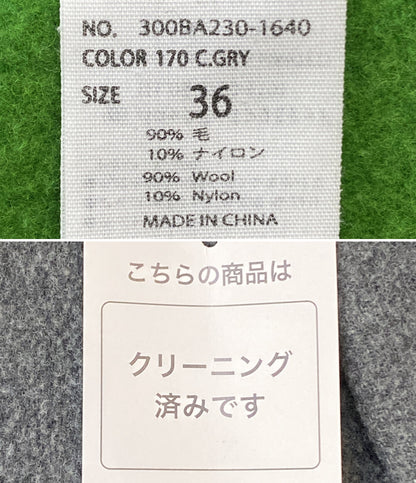 NO. 300BA230-1640
COLOR 170 C.GRY
SIZE 36
90% 毛
10% ナイロン
90% Wool
10% Nylon
MADE IN CHINA
こちらの商品は
クリーニング
済みです